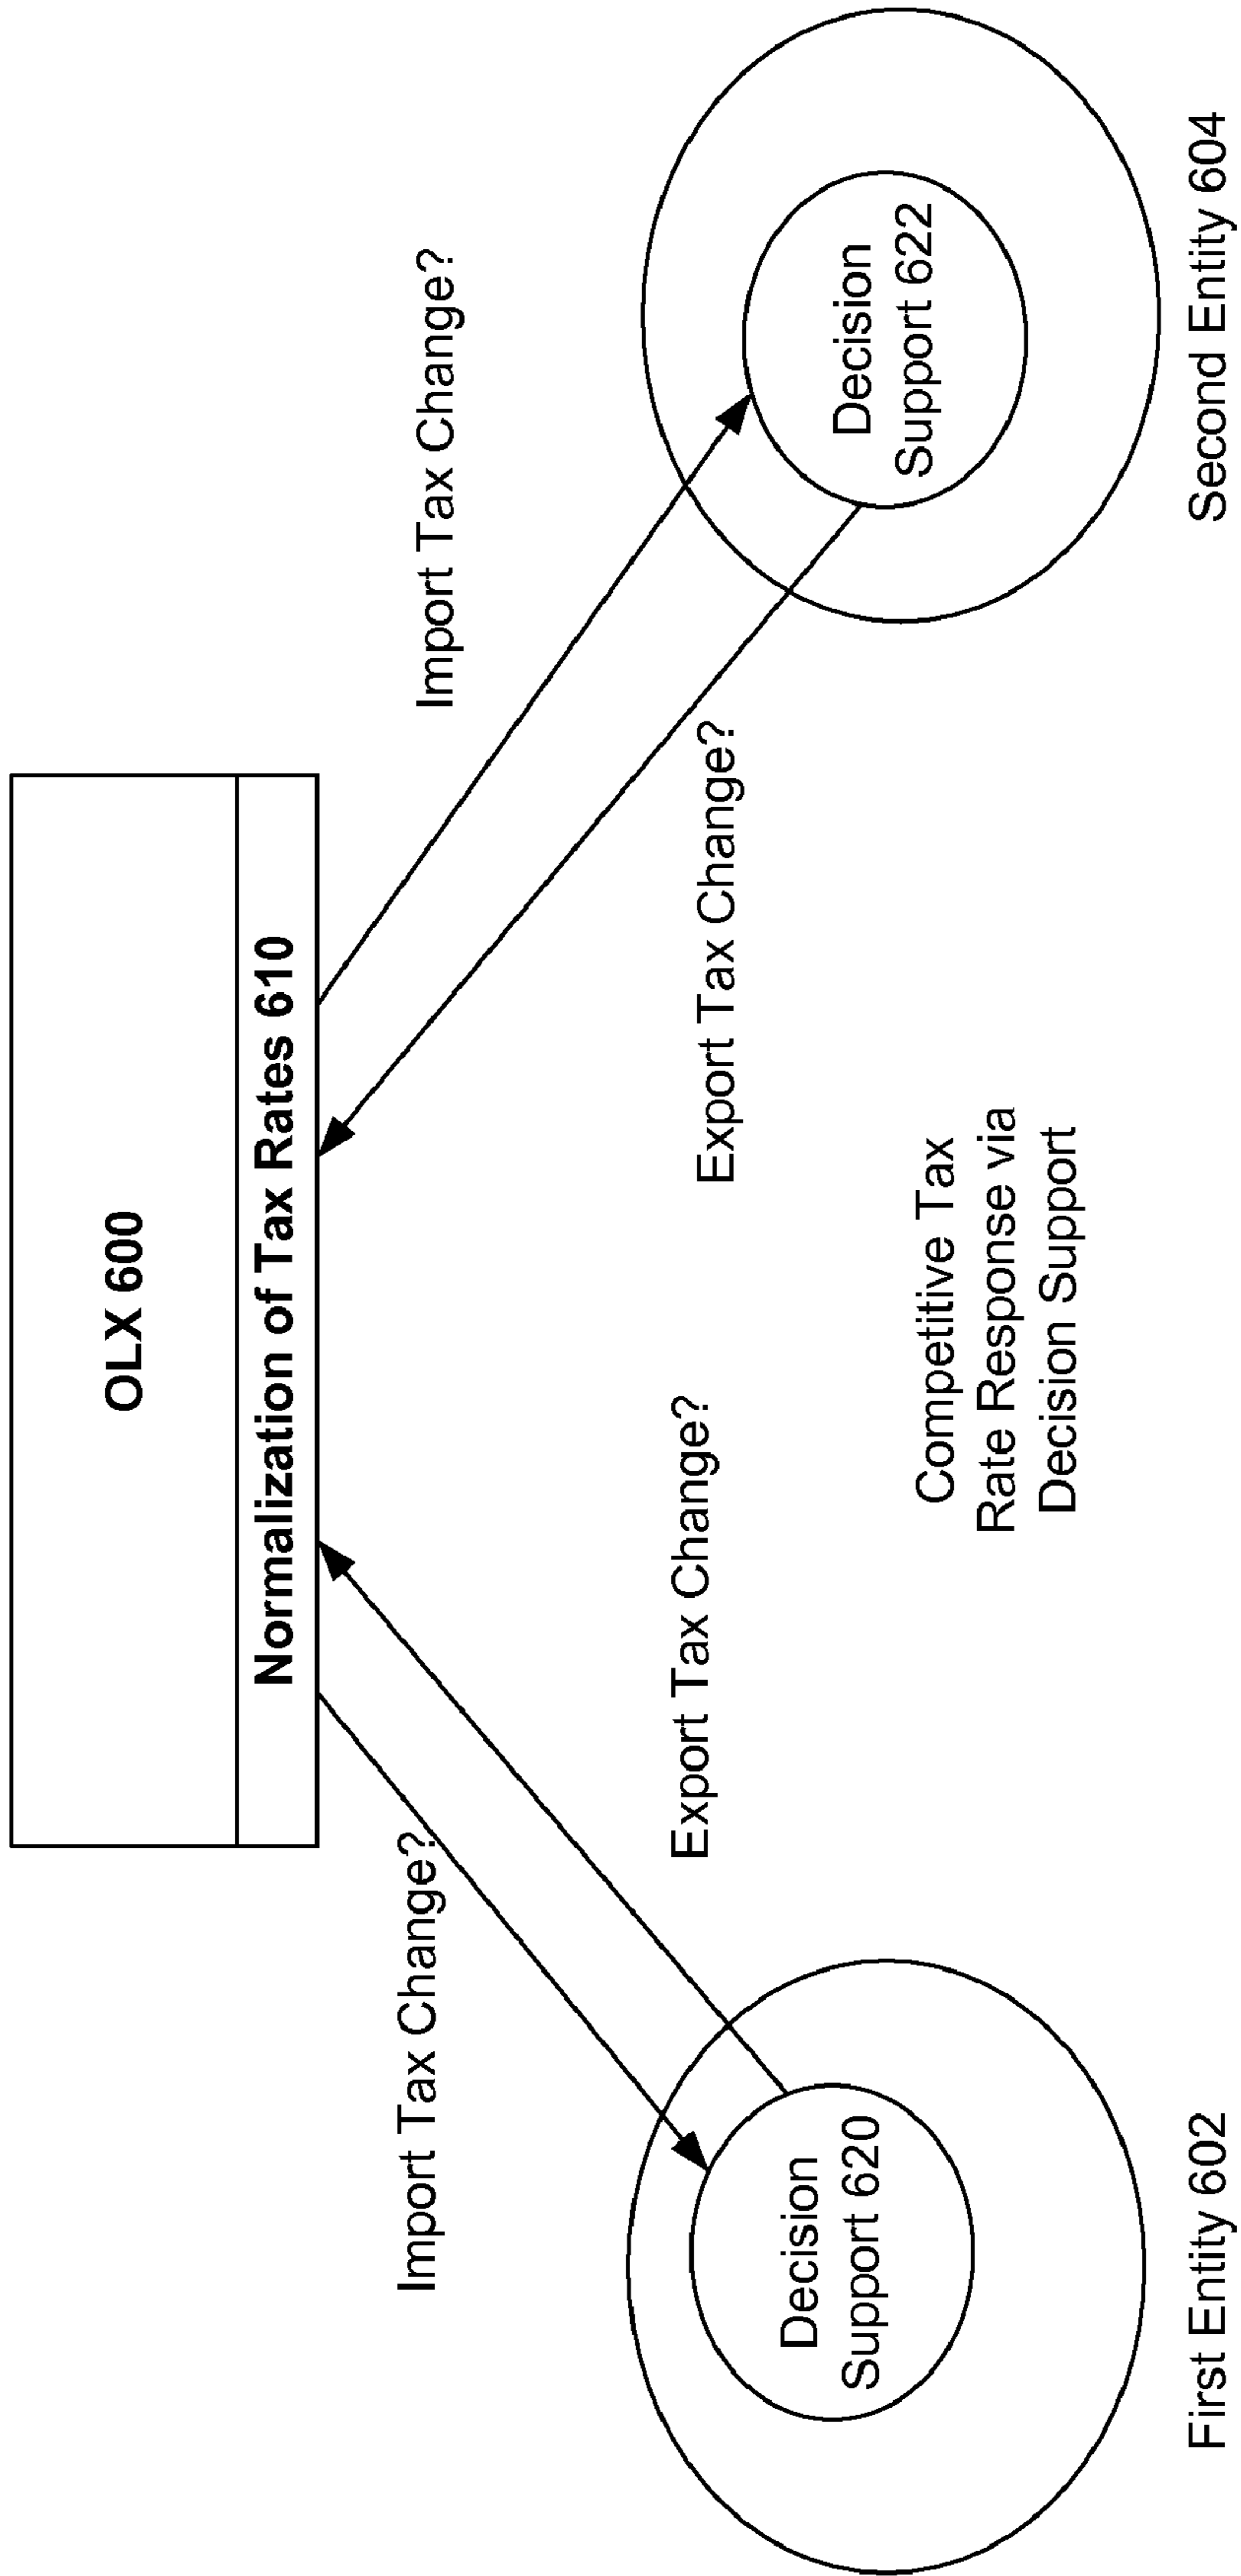 OLX 600
Normalization of Tax Rates 610
Import Tax Change?
Export Tax Change?
Import Tax Change?
Export Tax Change?
Decision
Support 620
First Entity 602
Competitive Tax
Rate Response via
Decision Support
Decision
Support 622
Second Entity 604